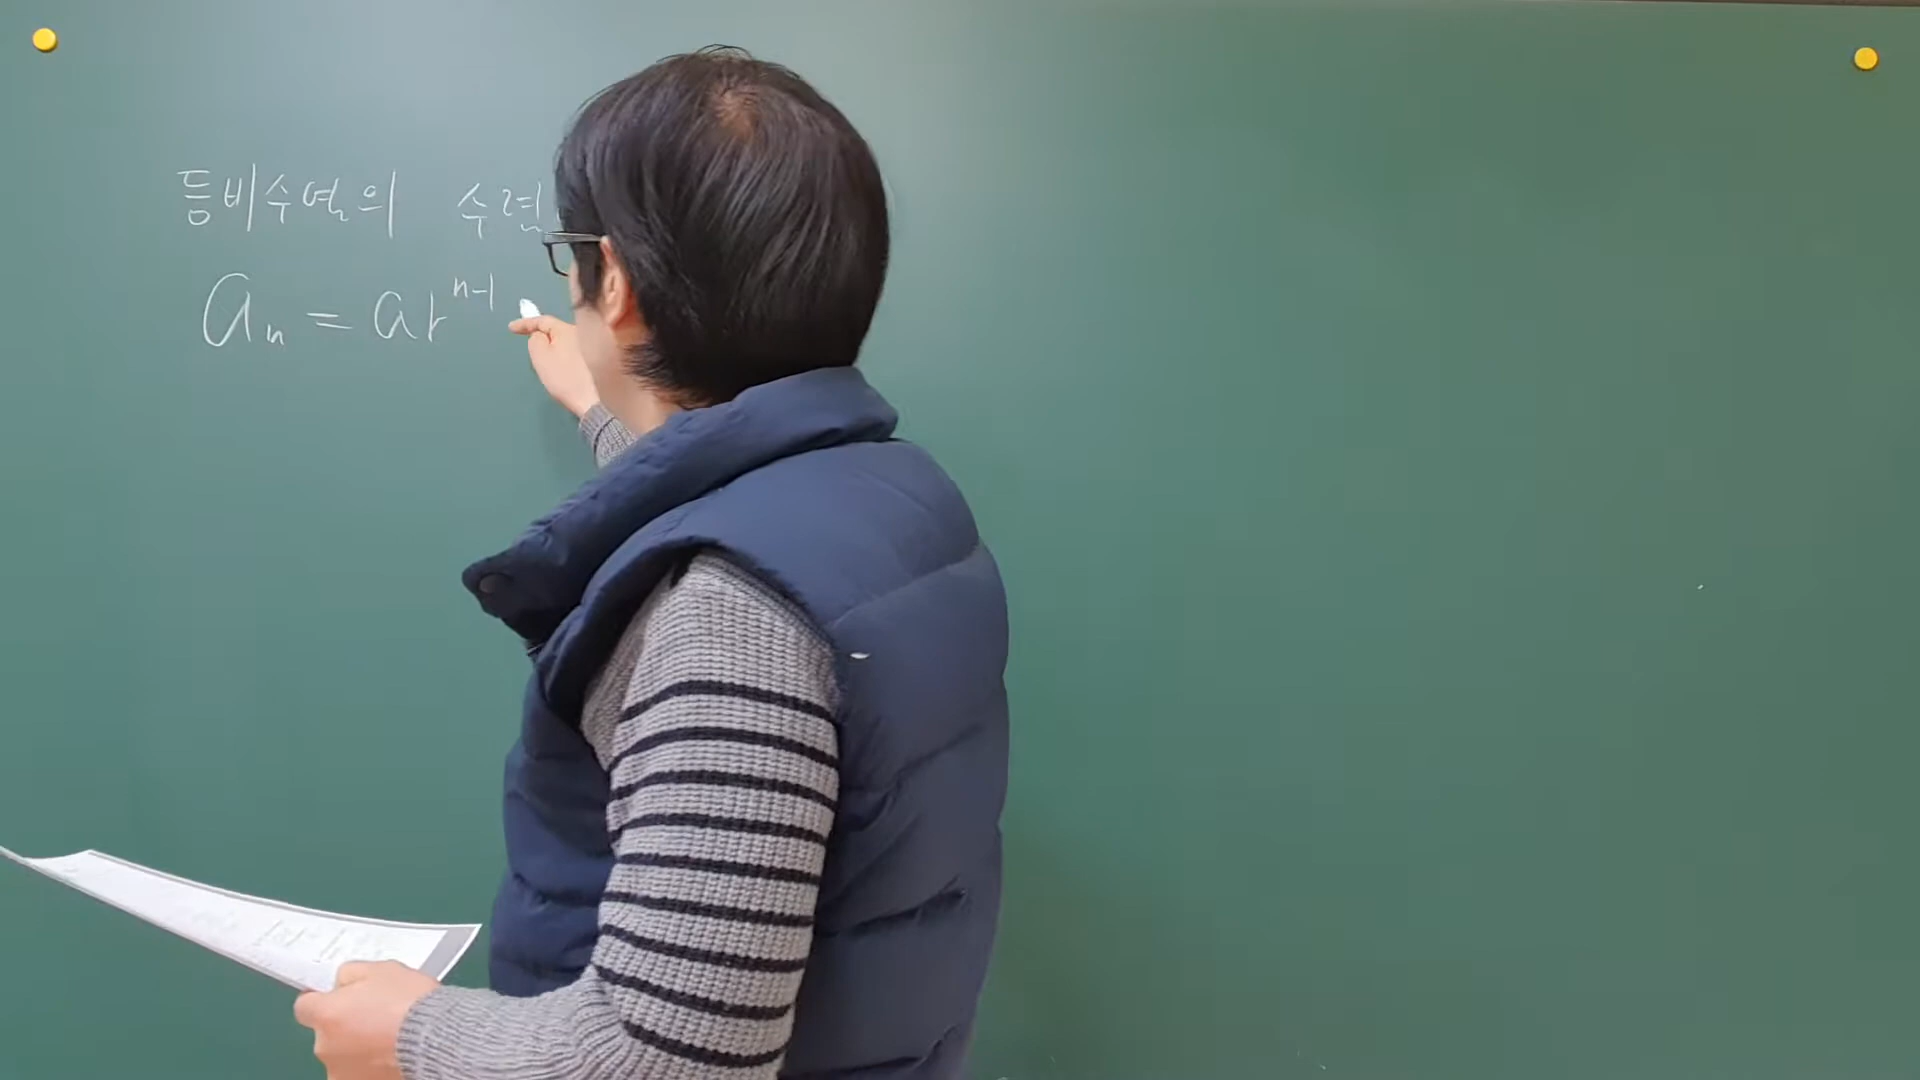 등비수열의 수렴
aₙ = arⁿ⁻¹